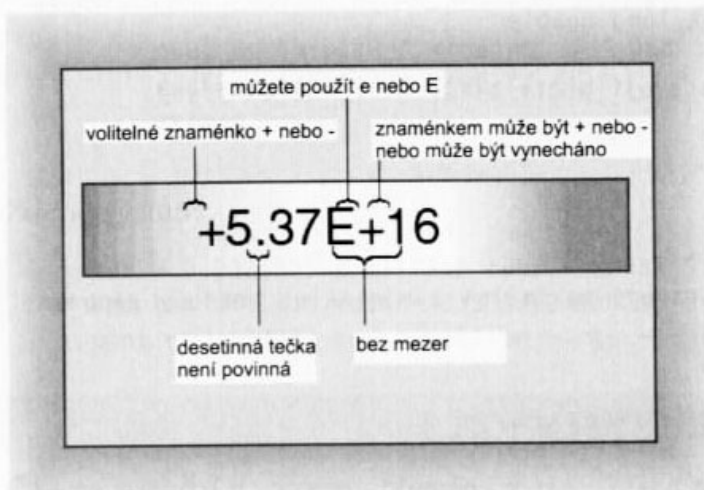 můžete použít e nebo E
volitelné znaménko + nebo -
znaménkem může být + nebo -
nebo může být vynecháno
+5.37E+16
desetinná tečka
není povinná
bez mezer